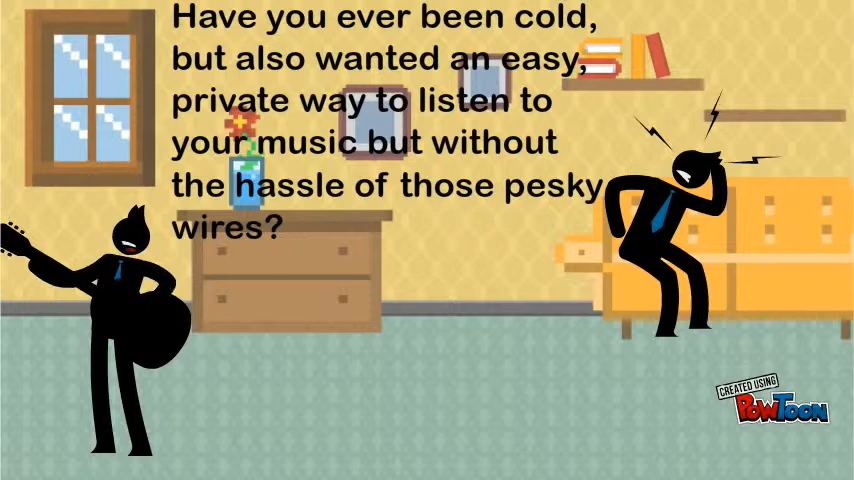 Have you ever been cold,
but also wanted an easy,
private way to listen to
your music but without
the hassle of those pesky
wires?
CREATED USING
POWTOON